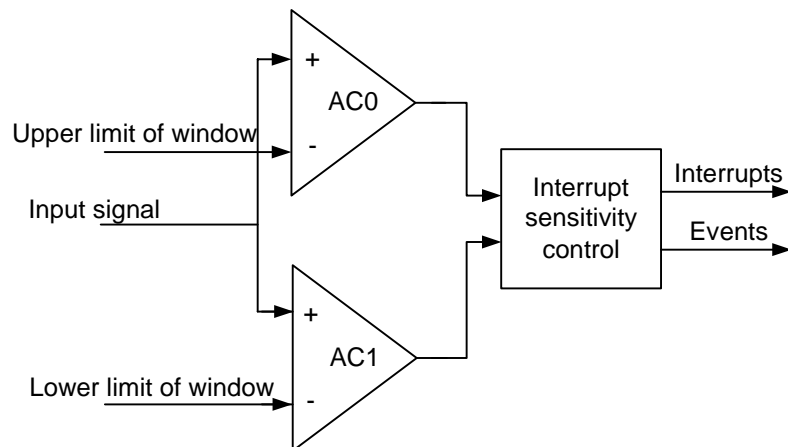 +
AC0
Upper limit of window
-
Input signal
Interrupt
sensitivity
control
Interrupts
Events
+
AC1
Lower limit of window
-